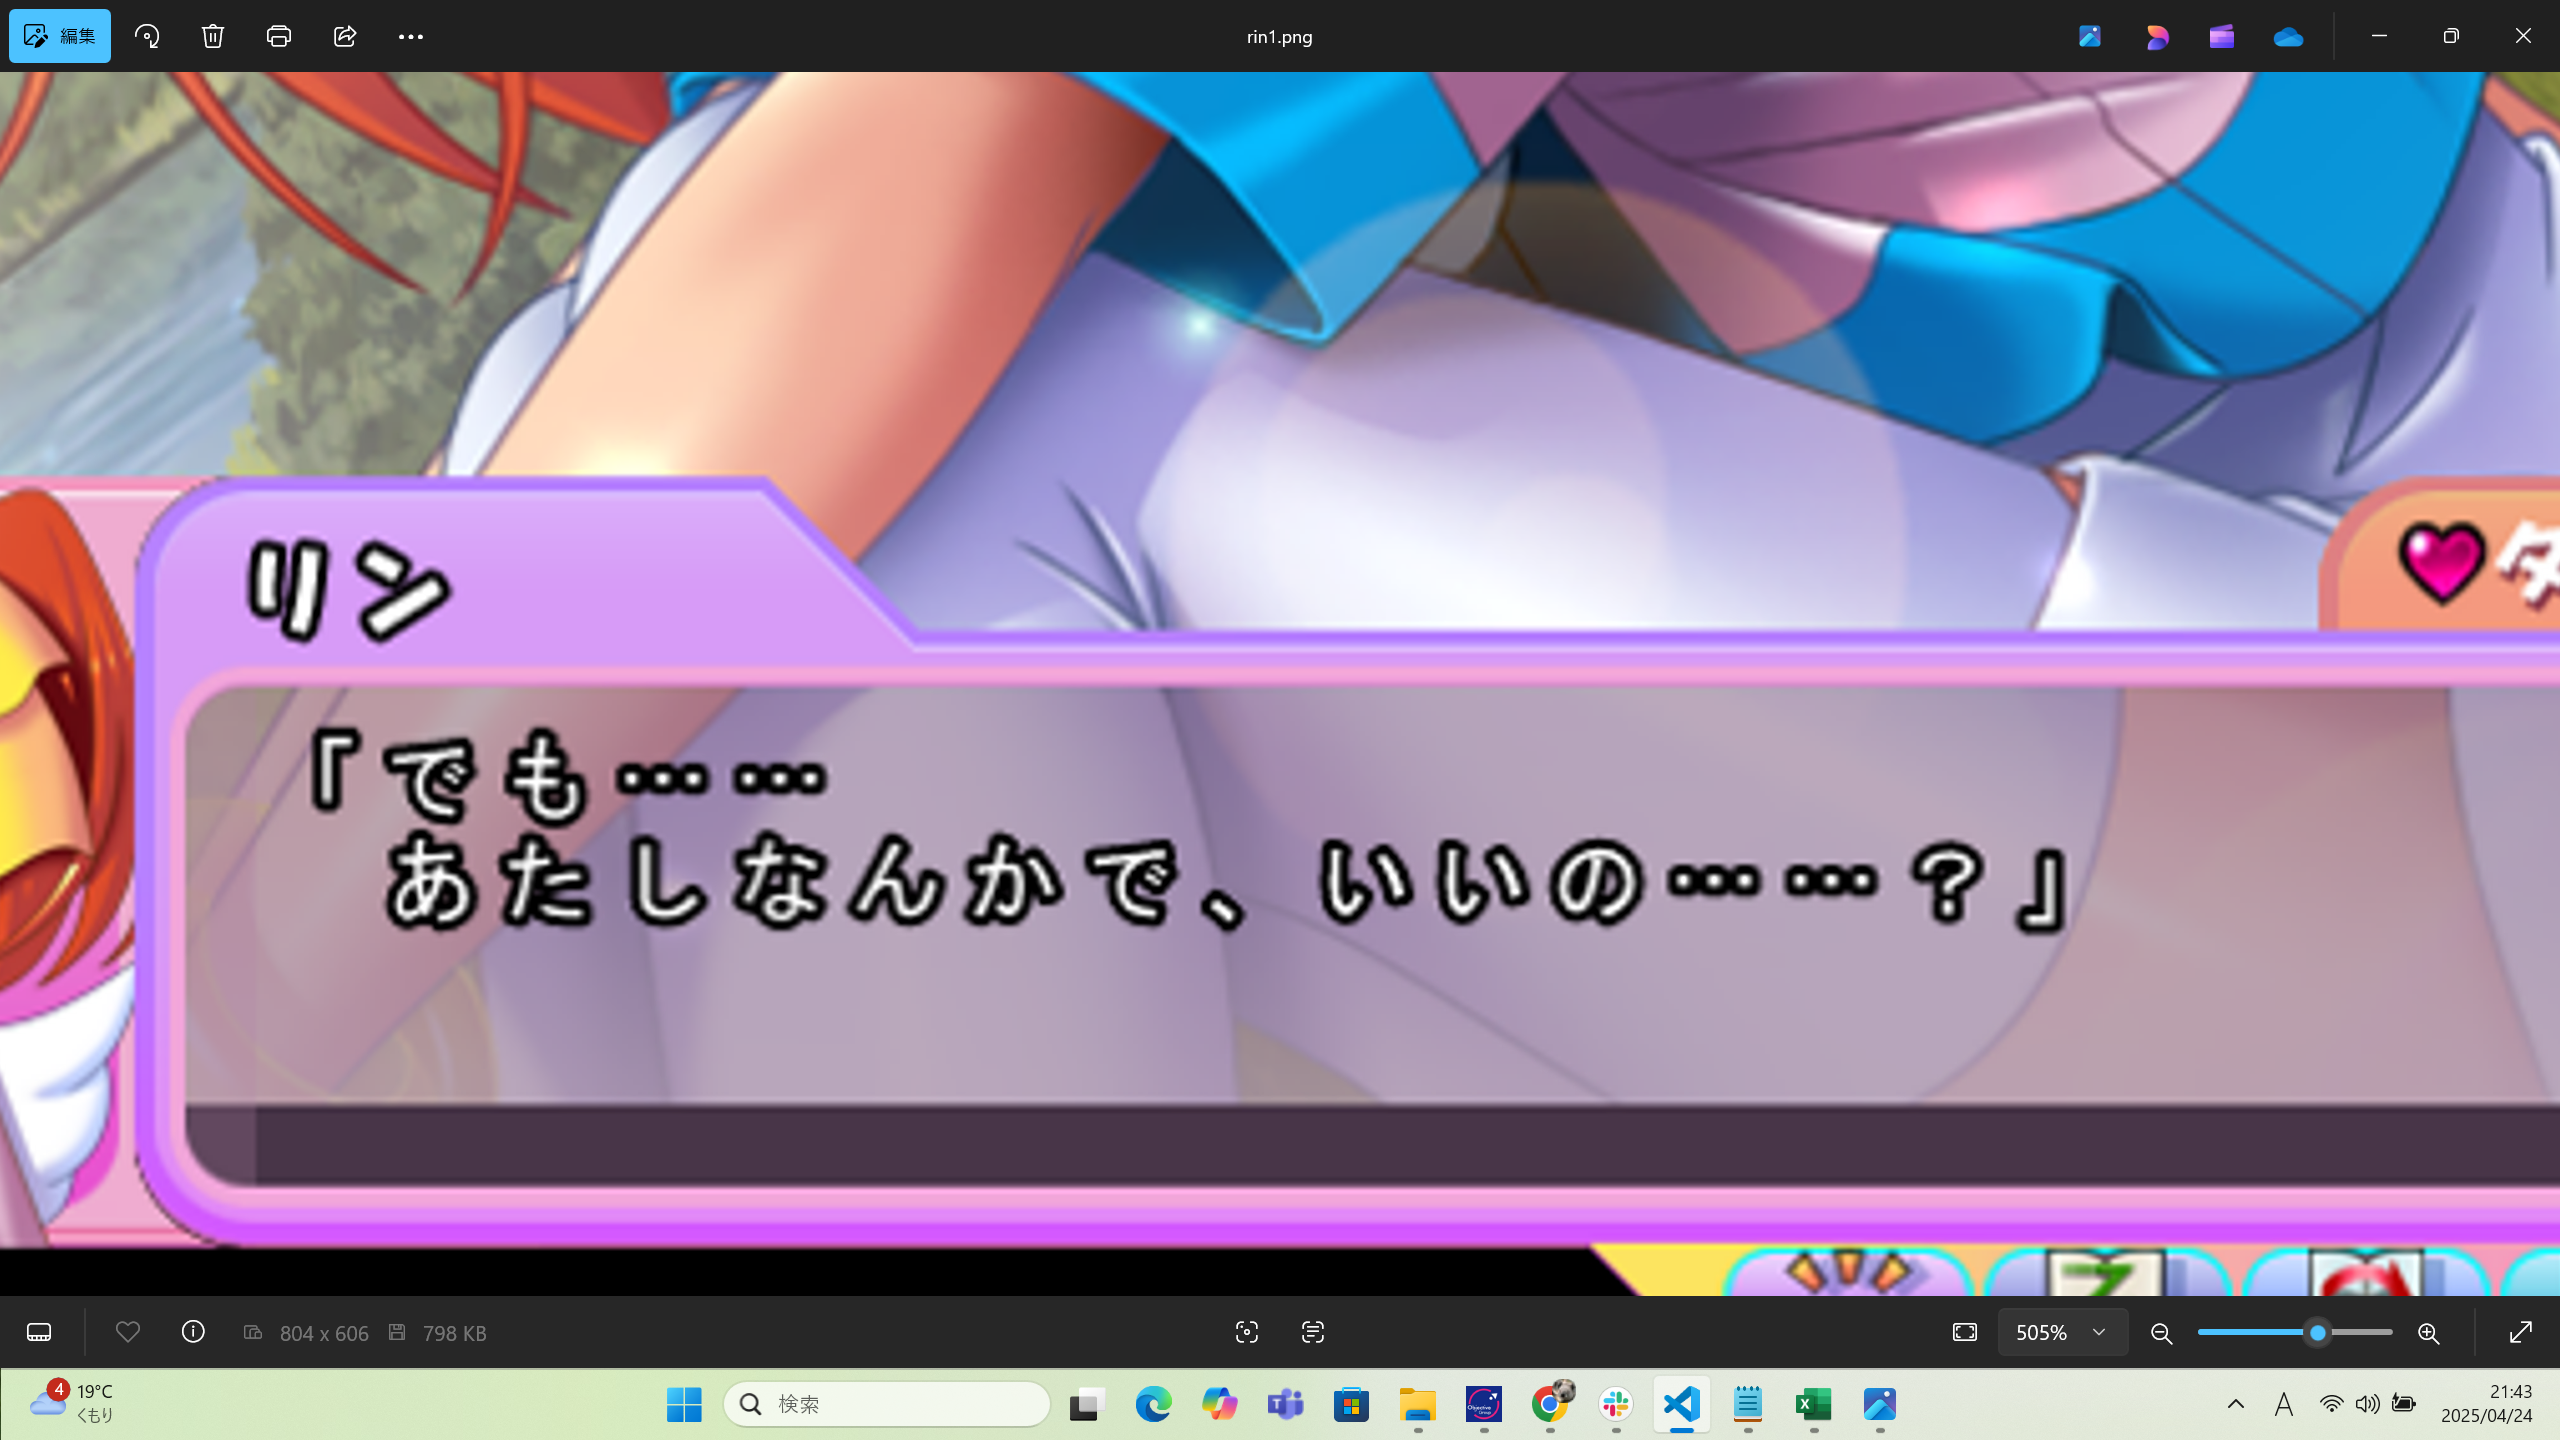 編集
rin1.png
リン
「でも……
あたしなんかで、いいの……？」
804 x 606
798 KB
505%
4
19°C
くもり
検索
A
21:43
2025/04/24